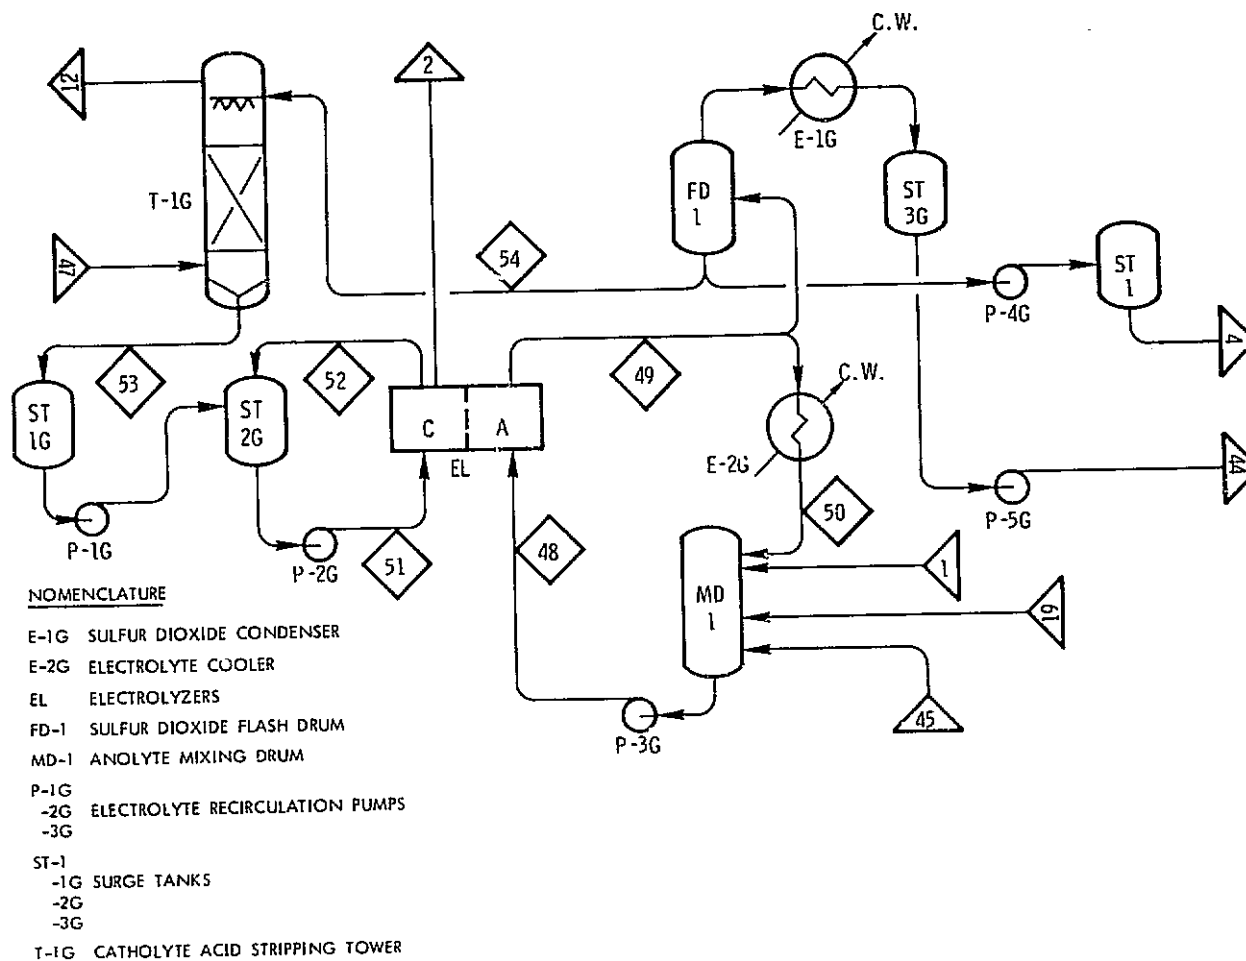 C.W.
2
12
E-1G
T-1G
FD
1
ST
3G
47
54
ST
1
P-4G
4
53
52
49
C.W.
ST
1G
ST
2G
C
A
EL
E-2G
44
P-1G
P-2G
51
48
50
P-5G
1
MD
1
19
45
P-3G
NOMENCLATURE
E-1G SULFUR DIOXIDE CONDENSER
E-2G ELECTROLYTE COOLER
EL ELECTROLYZERS
FD-1 SULFUR DIOXIDE FLASH DRUM
MD-1 ANOLYTE MIXING DRUM
P-1G
-2G ELECTROLYTE RECIRCULATION PUMPS
-3G
ST-1
-1G SURGE TANKS
-2G
-3G
T-1G CATHOLYTE ACID STRIPPING TOWER